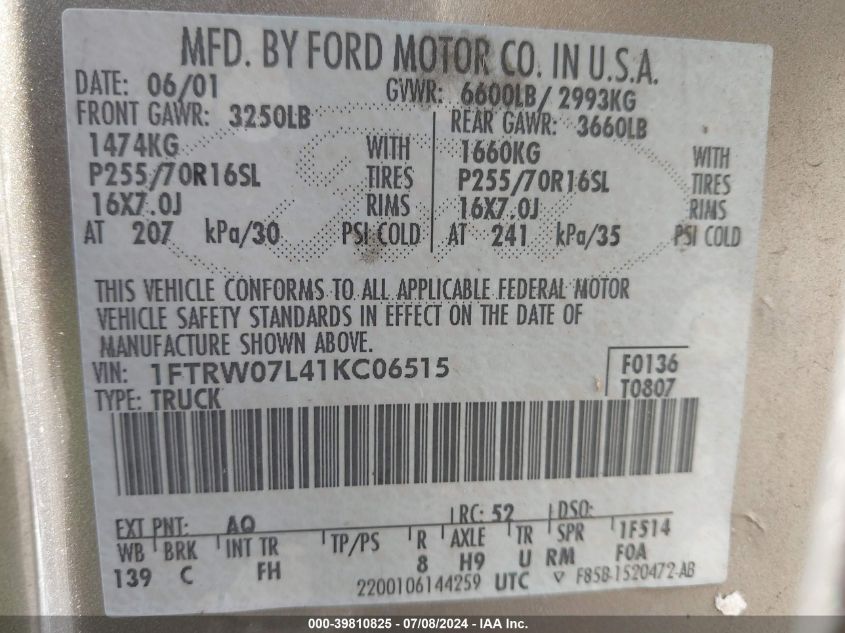 MFD. BY FORD MOTOR CO. IN U.S.A.
DATE: 06/01 GVWR: 6600LB/ 2993KG
FRONT GAWR: 3250LB REAR GAWR: 3660LB
1474KG WITH 1660KG WITH
P255/70R16SL TIRES P255/70R16SL TIRES
16X7.0J RIMS 16X7.0J RIMS
AT 207 kPa/30 PSI COLD AT 241 kPa/35 PSI COLD
THIS VEHICLE CONFORMS TO ALL APPLICABLE FEDERAL MOTOR
VEHICLE SAFETY STANDARDS IN EFFECT ON THE DATE OF
MANUFACTURE SHOWN ABOVE.
VIN: 1FTRW07L41KC06515 F0136
TYPE: TRUCK T0807
EXT PNT: AQ RC: 52 DSO:
WB BRK INT TR TP/PS R AXLE TR SPR 1F514
139 C FH 8 H9 U RM FOA
2200106144259 UTC ▽ F85B-1520472-AB
000-39810825 - 07/08/2024 - IMPACT Auto Auctions Inc.